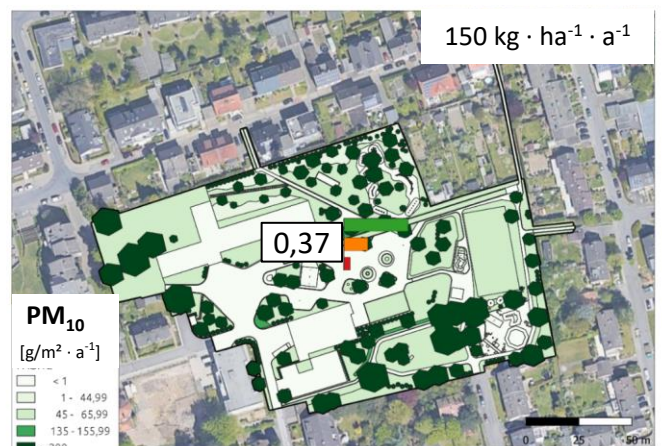 150 kg · ha⁻¹ · a⁻¹
0,37
PM₁₀
[g/m² · a⁻¹]
< 1
1 - 44,99
45 - 65,99
135 - 155,99
0 25 50 m